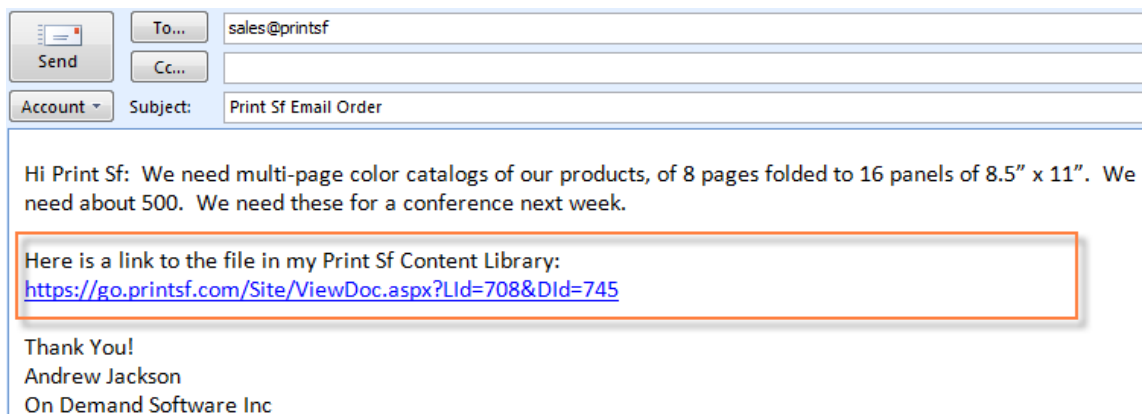 To...
sales@printsf
Send
Cc...
Account
Subject:
Print Sf Email Order
Hi Print Sf:  We need multi-page color catalogs of our products, of 8 pages folded to 16 panels of 8.5” x 11”.  We
need about 500.  We need these for a conference next week.
Here is a link to the file in my Print Sf Content Library:
https://go.printsf.com/Site/ViewDoc.aspx?LId=708&DId=745
Thank You!
Andrew Jackson
On Demand Software Inc